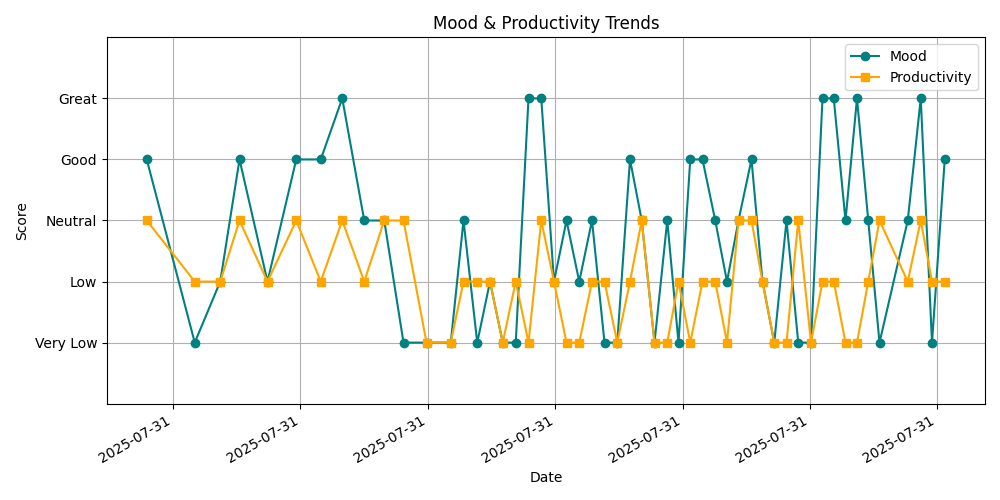 Mood & Productivity Trends
Mood
Productivity
Great
Good
Neutral
Low
Very Low
Score
2025-07-31 2025-07-31 2025-07-31 2025-07-31 2025-07-31 2025-07-31 2025-07-31
Date